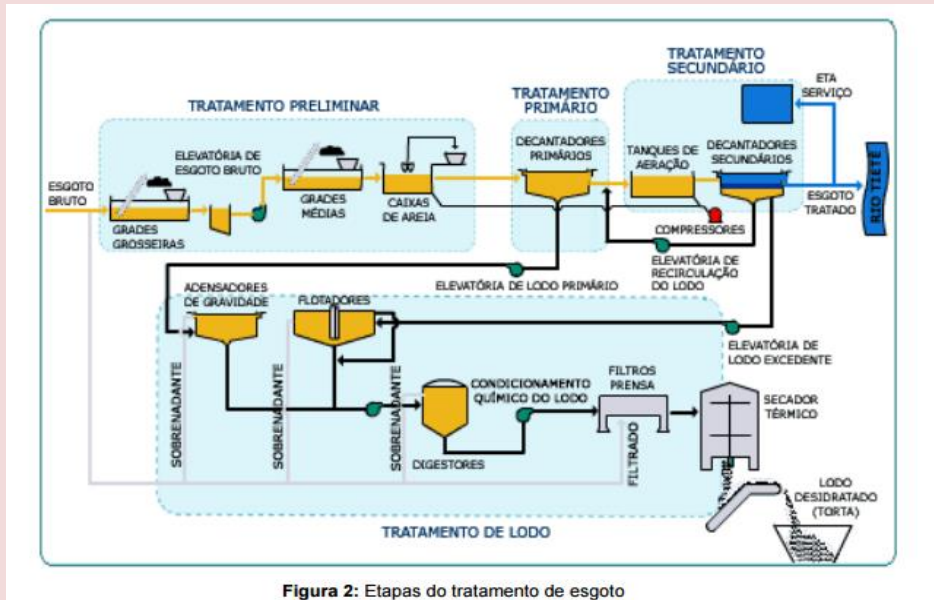 TRATAMENTO PRELIMINAR
TRATAMENTO
PRIMÁRIO
TRATAMENTO
SECUNDÁRIO
ETA
SERVIÇO
ESGOTO
BRUTO
GRADES
GROSSEIRAS
ELEVATÓRIA DE
ESGOTO BRUTO
GRADES
MÉDIAS
CAIXAS
DE AREIA
DECANTADORES
PRIMÁRIOS
TANQUES DE
AERAÇÃO
DECANTADORES
SECUNDÁRIOS
ESGOTO
TRATADO
RIO TIETÊ
COMPRESSORES
ELEVATÓRIA DE
RECIRCULAÇÃO
DO LODO
ELEVATÓRIA DE LODO PRIMÁRIO
ADENSADORES
DE GRAVIDADE
FLOTADORES
ELEVATÓRIA DE
LODO EXCEDENTE
SOBRENADANTE
SOBRENADANTE
SOBRENADANTE
CONDICIONAMENTO
QUÍMICO DO LODO
DIGESTORES
FILTROS
PRENSA
FILTRADO
SECADOR
TÉRMICO
LODO
DESIDRATADO
(TORTA)
TRATAMENTO DE LODO
Figura 2: Etapas do tratamento de esgoto